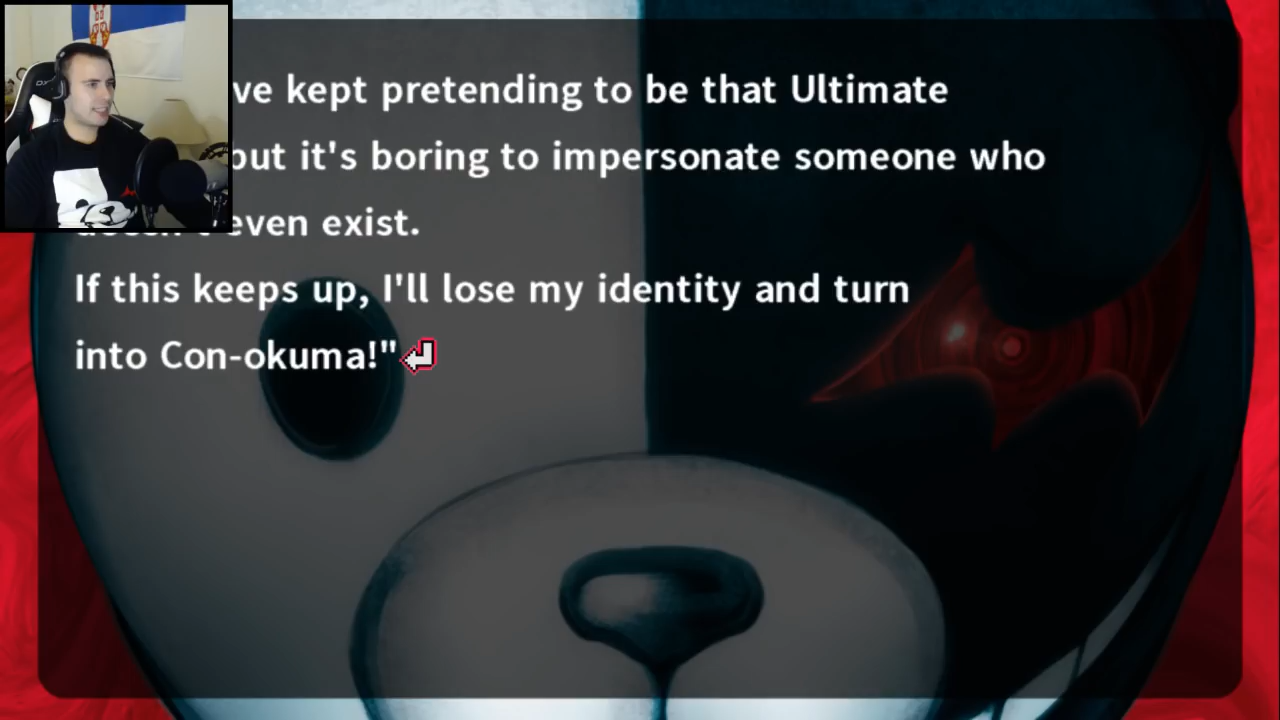 ve kept pretending to be that Ultimate
but it's boring to impersonate someone who
even exist.
If this keeps up, I'll lose my identity and turn
into Con-okuma!"